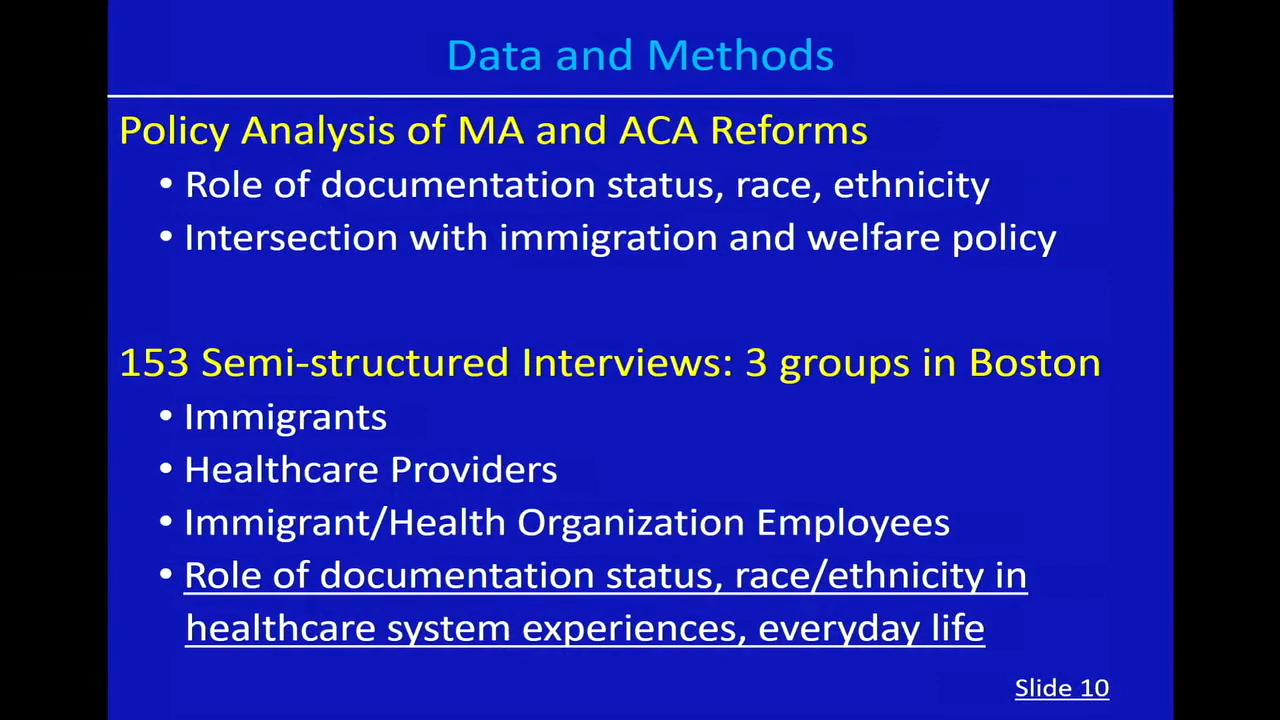 Data and Methods
Policy Analysis of MA and ACA Reforms
• Role of documentation status, race, ethnicity
• Intersection with immigration and welfare policy
153 Semi-structured Interviews: 3 groups in Boston
• Immigrants
• Healthcare Providers
• Immigrant/Health Organization Employees
• Role of documentation status, race/ethnicity in
healthcare system experiences, everyday life
Slide 10